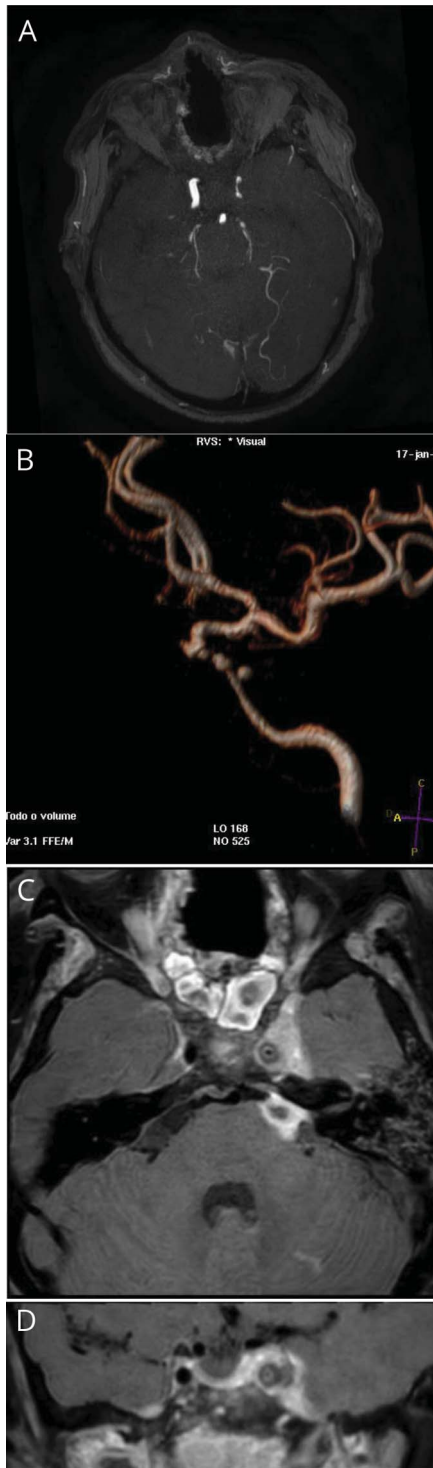 A
RVS: * Visual
B
17-jan-
C
D A
P
Todo o volume
LO 168
Var 3.1 FFE/M
NO 525
C
D